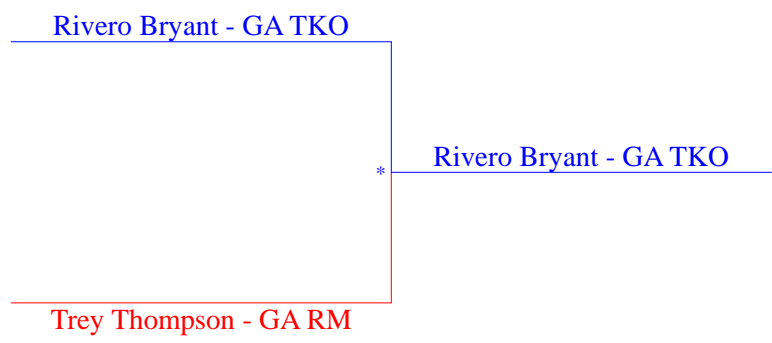 Rivero Bryant - GA TKO
Rivero Bryant - GA TKO
*
Trey Thompson - GA RM